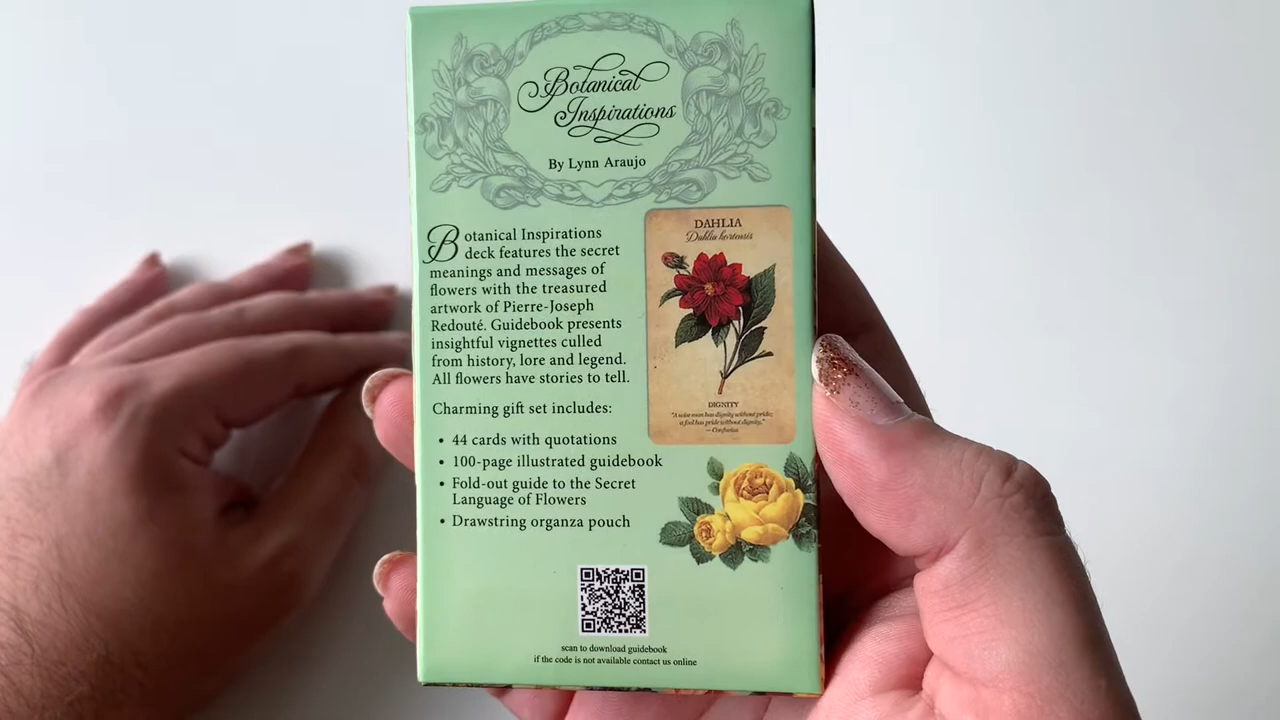 Botanical
Inspirations
By Lynn Araujo
Botanical Inspirations
deck features the secret
meanings and messages of
flowers with the treasured
artwork of Pierre-Joseph
Redouté. Guidebook presents
insightful vignettes culled
from history, lore and legend.
All flowers have stories to tell.
Charming gift set includes:
• 44 cards with quotations
• 100-page illustrated guidebook
• Fold-out guide to the Secret
Language of Flowers
• Drawstring organza pouch
DAHLIA
Dahlia hortensis
DIGNITY
"A wise man has dignity without pride;
a fool has pride without dignity."
— Confucius
scan to download guidebook
if the code is not available contact us online